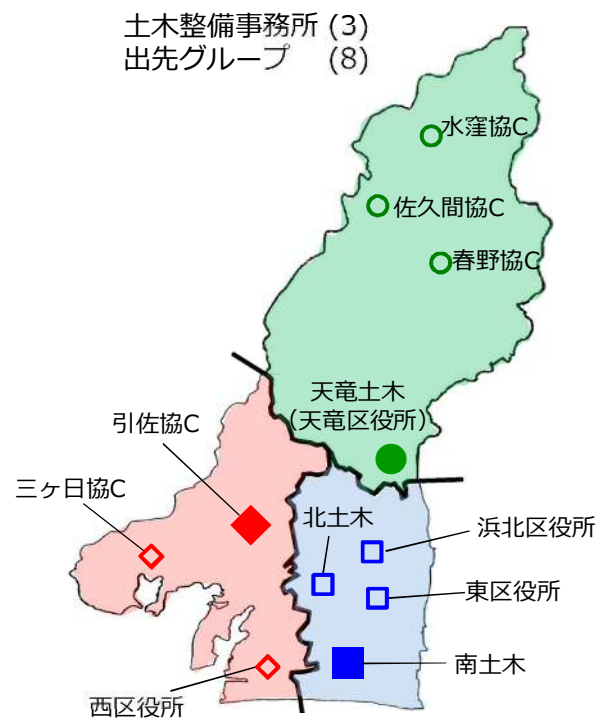 土木整備事務所 (3)
出先グループ (8)
水窪協C
佐久間協C
春野協C
天竜土木
(天竜区役所)
引佐協C
三ヶ日協C
北土木
浜北区役所
東区役所
南土木
西区役所